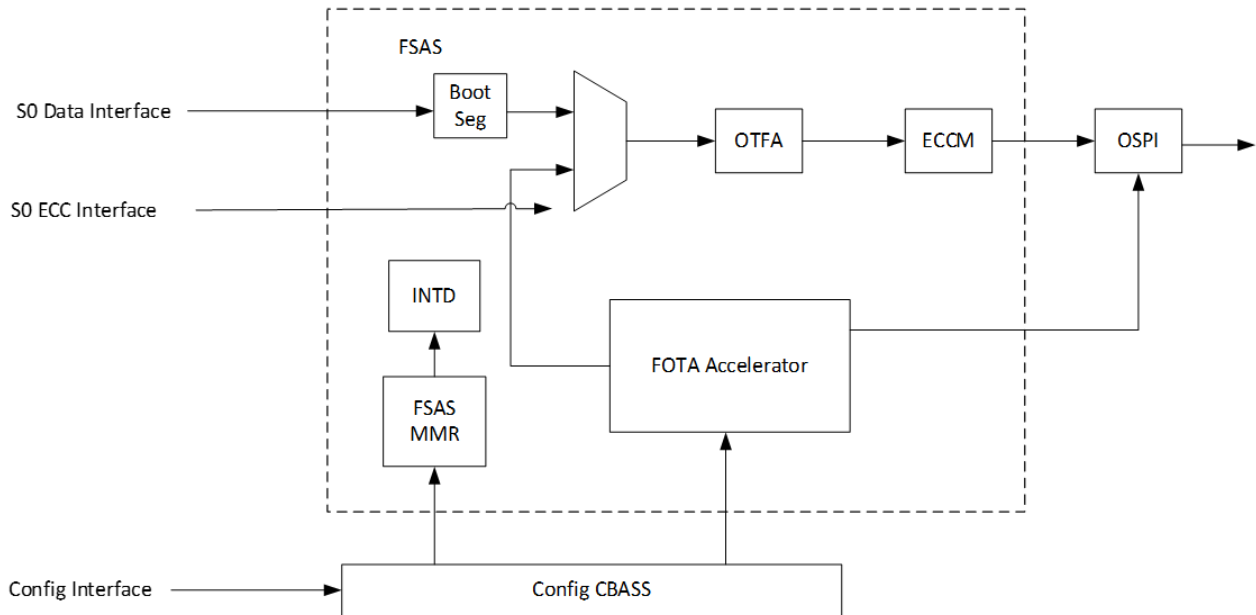 FSAS
S0 Data Interface
Boot
Seg
OTFA
ECCM
OSPI
S0 ECC Interface
INTD
FOTA Accelerator
FSAS
MMR
Config Interface
Config CBASS